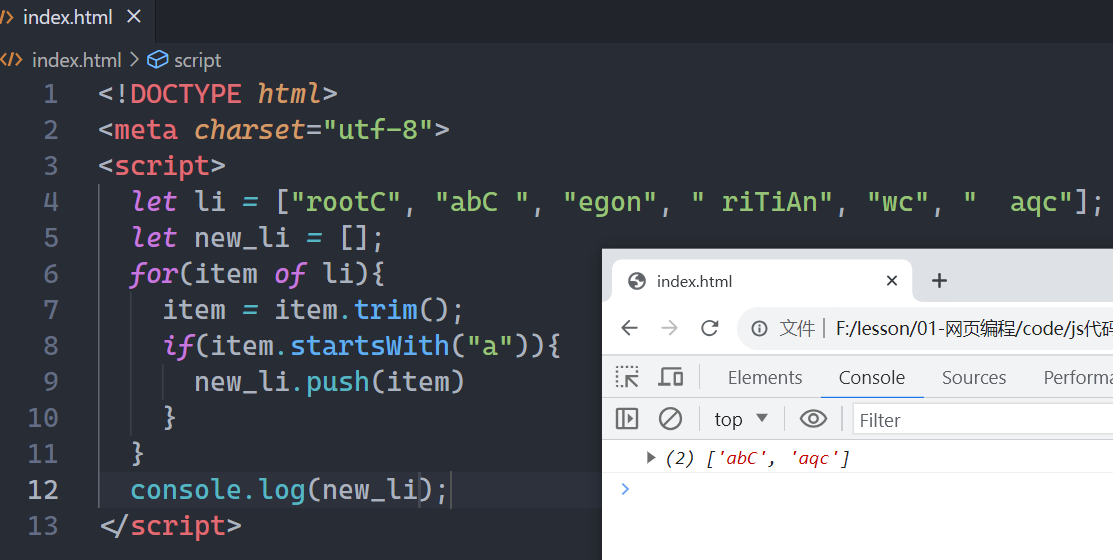 index.html
index.html > script
1 <!DOCTYPE html>
2 <meta charset="utf-8">
3 <script>
4 let li = ["rootC", "abC ", "egon", " riTiAn", "wc", "  aqc"];
5 let new_li = [];
6 for(item of li){
7 item = item.trim();
8 if(item.startsWith("a")){
9 new_li.push(item)
10 }
11 }
12 console.log(new_li);
13 </script>
index.html
文件 F:/lesson/01-网页编程/code/js代码
Elements Console Sources Performa
top Filter
(2) ['abC', 'aqc']